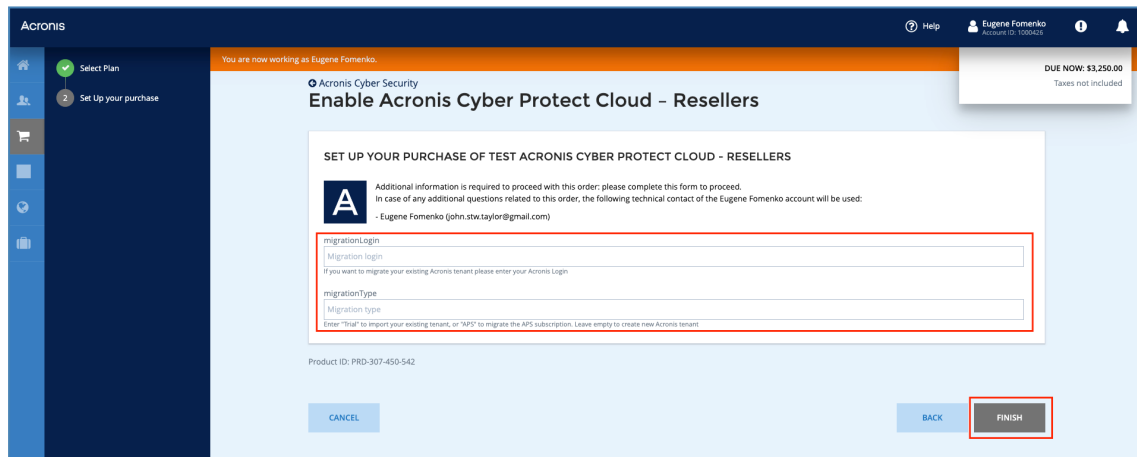 Acronis
Help
Eugene Fomenko
Account ID: 1000426
Select Plan
2 Set Up your purchase
You are now working as Eugene Fomenko.
DUE NOW: $3,250.00
Taxes not included
Acronis Cyber Security
Enable Acronis Cyber Protect Cloud – Resellers
SET UP YOUR PURCHASE OF TEST ACRONIS CYBER PROTECT CLOUD - RESELLERS
A
Additional information is required to proceed with this order: please complete this form to proceed.
In case of any additional questions related to this order, the following technical contact of the Eugene Fomenko account will be used:
- Eugene Fomenko (john.stw.taylor@gmail.com)
migrationLogin
Migration login
If you want to migrate your existing Acronis tenant please enter your Acronis Login
migrationType
Migration type
Enter "Trial" to import your existing tenant, or "APS" to migrate the APS subscription. Leave empty to create new Acronis tenant
Product ID: PRD-307-450-542
CANCEL
BACK
FINISH